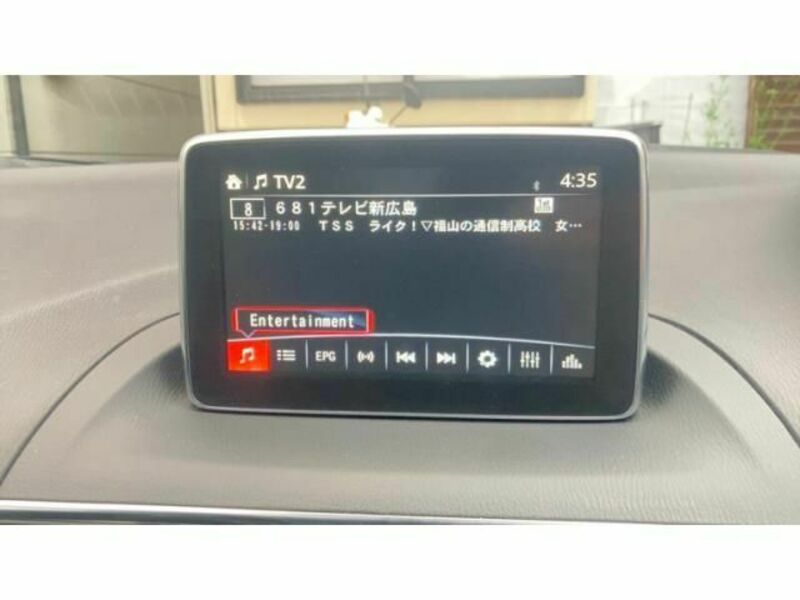 TV2 4:35
8 681テレビ新広島
15:42-19:00 TSS ライク!▽福山の通信制高校 女…
Entertainment
EPG